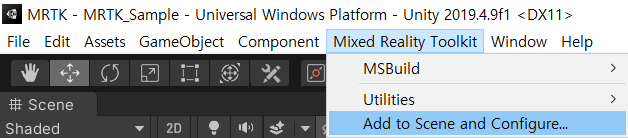 MRTK - MRTK_Sample - Universal Windows Platform - Unity 2019.4.9f1 <DX11>
File Edit Assets GameObject Component Mixed Reality Toolkit Window Help
MSBuild
Scene
Utilities
Shaded 2D Add to Scene and Configure...